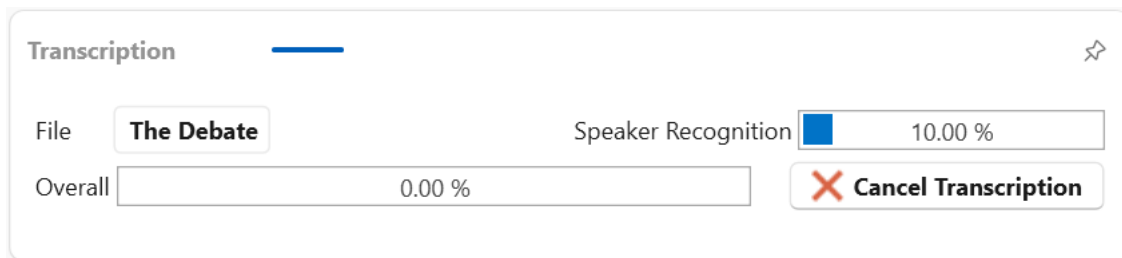 Transcription
File The Debate Speaker Recognition 10.00 %
Overall 0.00 % Cancel Transcription